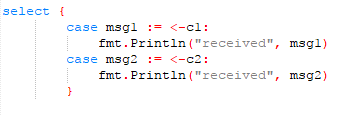 select {
        case msg1 := <-c1:
            fmt.Println("received", msg1)
        case msg2 := <-c2:
            fmt.Println("received", msg2)
        }